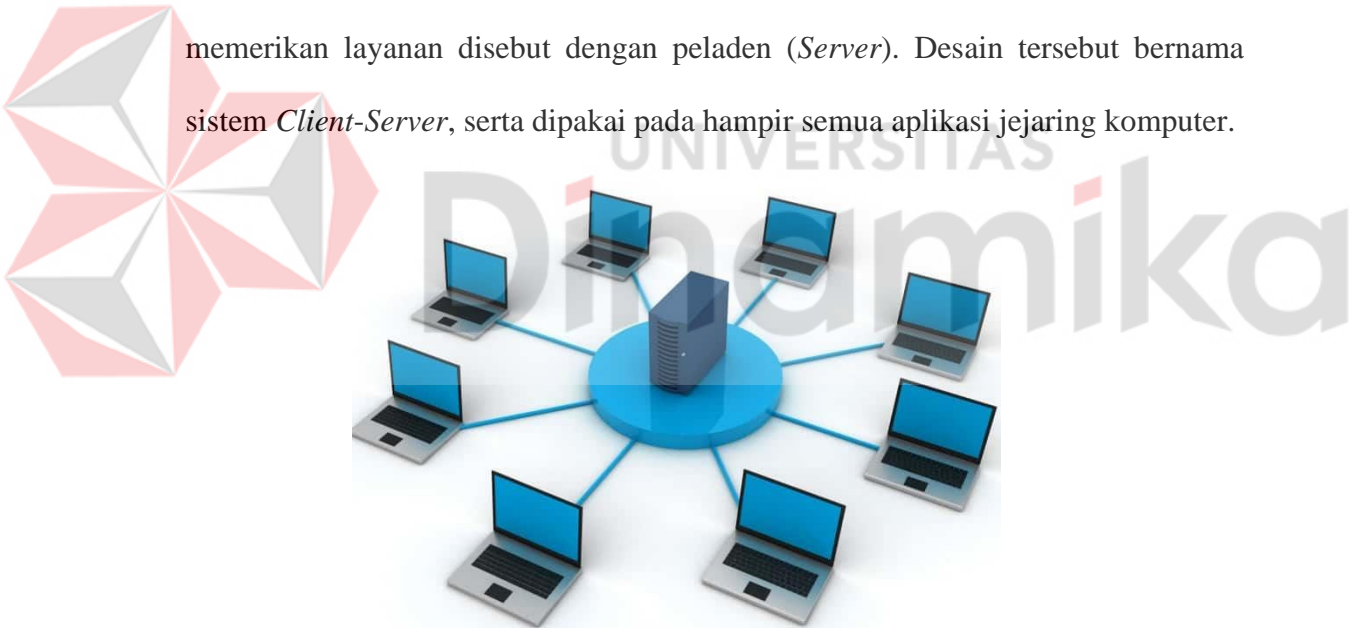 memerikan layanan disebut dengan peladen (Server). Desain tersebut bernama
sistem Client-Server, serta dipakai pada hampir semua aplikasi jejaring komputer.
UNIVERSITAS
Dinamika